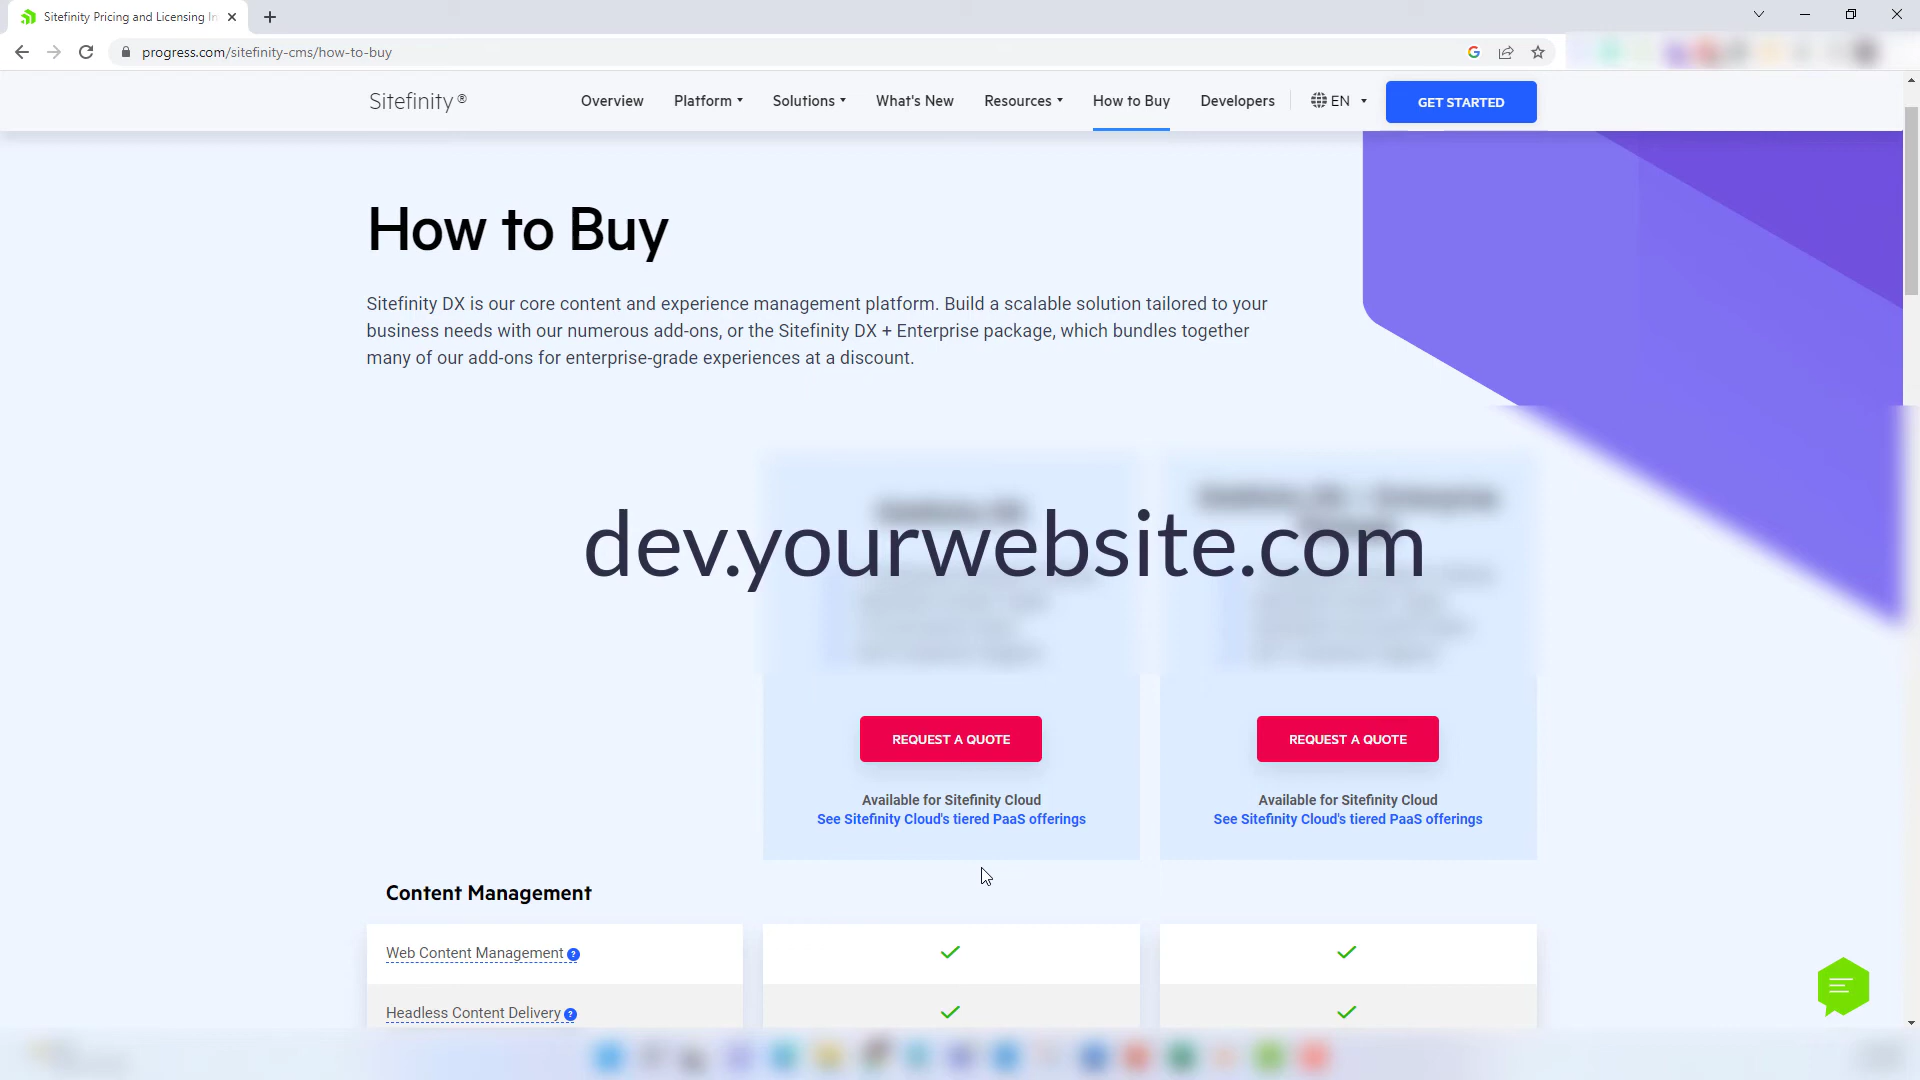 Sitefinity Pricing and Licensing In
progress.com/sitefinity-cms/how-to-buy
Sitefinity ®
Overview
Platform
Solutions
What's New
Resources
How to Buy
Developers
EN
GET STARTED
How to Buy
Sitefinity DX is our core content and experience management platform. Build a scalable solution tailored to your
business needs with our numerous add-ons, or the Sitefinity DX + Enterprise package, which bundles together
many of our add-ons for enterprise-grade experiences at a discount.
dev.yourwebsite.com
REQUEST A QUOTE
REQUEST A QUOTE
Available for Sitefinity Cloud
See Sitefinity Cloud's tiered PaaS offerings
Available for Sitefinity Cloud
See Sitefinity Cloud's tiered PaaS offerings
Content Management
Web Content Management ?
Headless Content Delivery ?